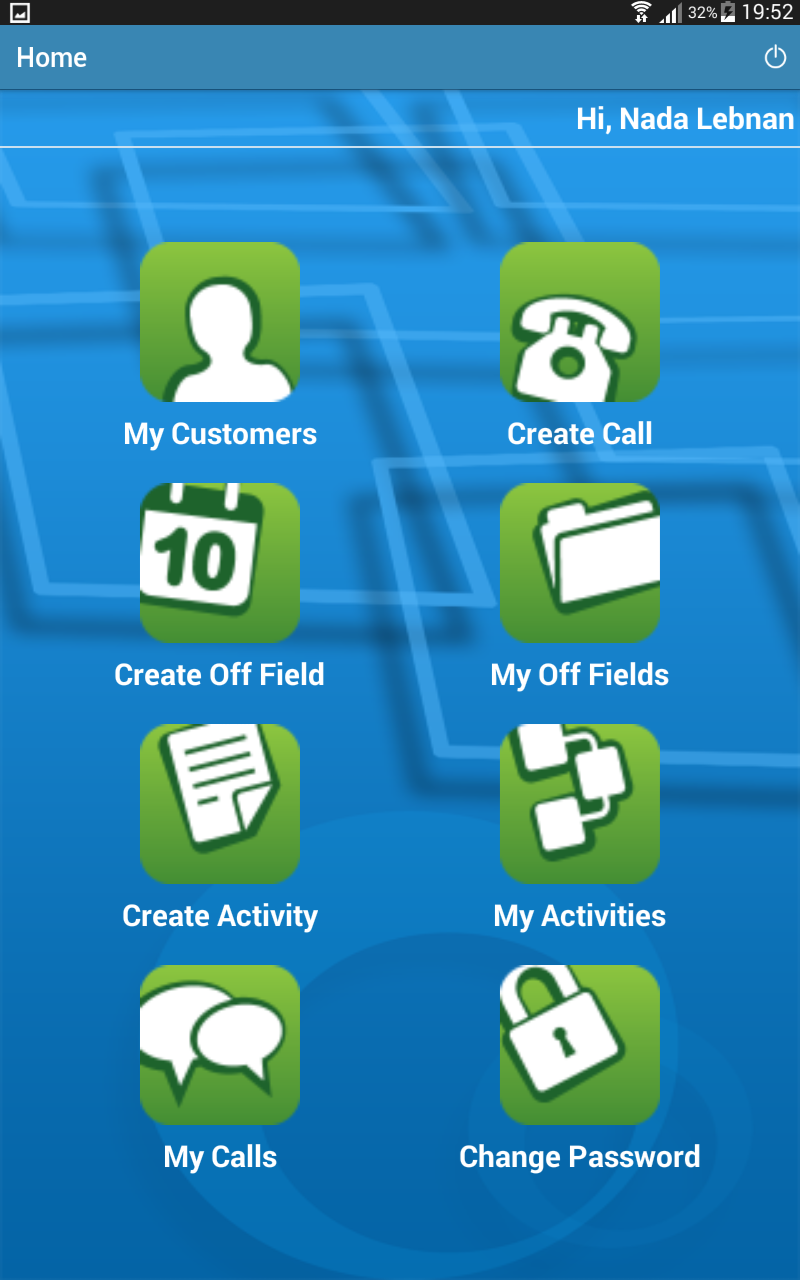 32% 19:52
Home
Hi, Nada Lebnan
My Customers
Create Call
10
Create Off Field
My Off Fields
Create Activity
My Activities
My Calls
Change Password